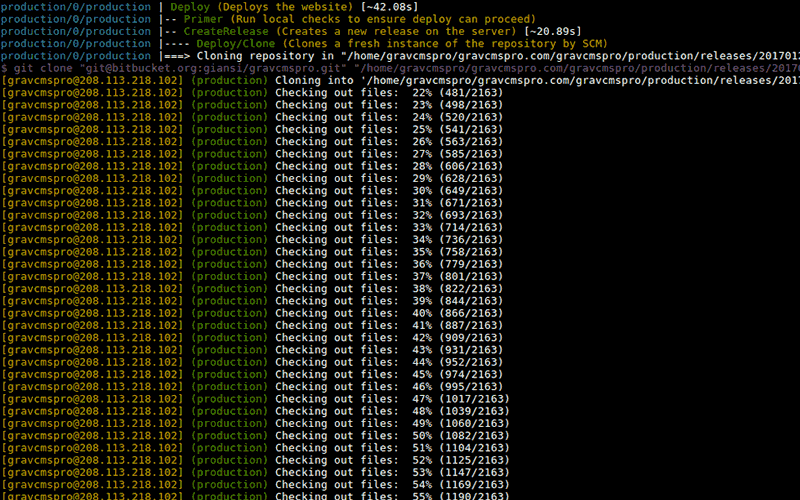 production/0/production | Deploy (Deploys the website) [~42.08s]
production/0/production |-- Primer (Run local checks to ensure deploy can proceed)
production/0/production |-- CreateRelease (Creates a new release on the server) [~20.89s]
production/0/production |---- Deploy/Clone (Clones a fresh instance of the repository by SCM)
production/0/production |===> Cloning repository in "/home/gravcmspro/gravcmspro.com/gravcmspro/production/releases/201701
$ git clone "git@bitbucket.org:giansi/gravcmspro.git" "/home/gravcmspro/gravcmspro.com/gravcmspro/production/releases/2017
[gravcmspro@208.113.218.102] (production) Cloning into '/home/gravcmspro/gravcmspro.com/gravcmspro/production/releases/2017
[gravcmspro@208.113.218.102] (production) Checking out files:  22% (481/2163)
[gravcmspro@208.113.218.102] (production) Checking out files:  23% (498/2163)
[gravcmspro@208.113.218.102] (production) Checking out files:  24% (520/2163)
[gravcmspro@208.113.218.102] (production) Checking out files:  25% (541/2163)
[gravcmspro@208.113.218.102] (production) Checking out files:  26% (563/2163)
[gravcmspro@208.113.218.102] (production) Checking out files:  27% (585/2163)
[gravcmspro@208.113.218.102] (production) Checking out files:  28% (606/2163)
[gravcmspro@208.113.218.102] (production) Checking out files:  29% (628/2163)
[gravcmspro@208.113.218.102] (production) Checking out files:  30% (649/2163)
[gravcmspro@208.113.218.102] (production) Checking out files:  31% (671/2163)
[gravcmspro@208.113.218.102] (production) Checking out files:  32% (693/2163)
[gravcmspro@208.113.218.102] (production) Checking out files:  33% (714/2163)
[gravcmspro@208.113.218.102] (production) Checking out files:  34% (736/2163)
[gravcmspro@208.113.218.102] (production) Checking out files:  35% (758/2163)
[gravcmspro@208.113.218.102] (production) Checking out files:  36% (779/2163)
[gravcmspro@208.113.218.102] (production) Checking out files:  37% (801/2163)
[gravcmspro@208.113.218.102] (production) Checking out files:  38% (822/2163)
[gravcmspro@208.113.218.102] (production) Checking out files:  39% (844/2163)
[gravcmspro@208.113.218.102] (production) Checking out files:  40% (866/2163)
[gravcmspro@208.113.218.102] (production) Checking out files:  41% (887/2163)
[gravcmspro@208.113.218.102] (production) Checking out files:  42% (909/2163)
[gravcmspro@208.113.218.102] (production) Checking out files:  43% (931/2163)
[gravcmspro@208.113.218.102] (production) Checking out files:  44% (952/2163)
[gravcmspro@208.113.218.102] (production) Checking out files:  45% (974/2163)
[gravcmspro@208.113.218.102] (production) Checking out files:  46% (995/2163)
[gravcmspro@208.113.218.102] (production) Checking out files:  47% (1017/2163)
[gravcmspro@208.113.218.102] (production) Checking out files:  48% (1039/2163)
[gravcmspro@208.113.218.102] (production) Checking out files:  49% (1060/2163)
[gravcmspro@208.113.218.102] (production) Checking out files:  50% (1082/2163)
[gravcmspro@208.113.218.102] (production) Checking out files:  51% (1104/2163)
[gravcmspro@208.113.218.102] (production) Checking out files:  52% (1125/2163)
[gravcmspro@208.113.218.102] (production) Checking out files:  53% (1147/2163)
[gravcmspro@208.113.218.102] (production) Checking out files:  54% (1169/2163)
[gravcmspro@208.113.218.102] (production) Checking out files:  55% (1190/2163)